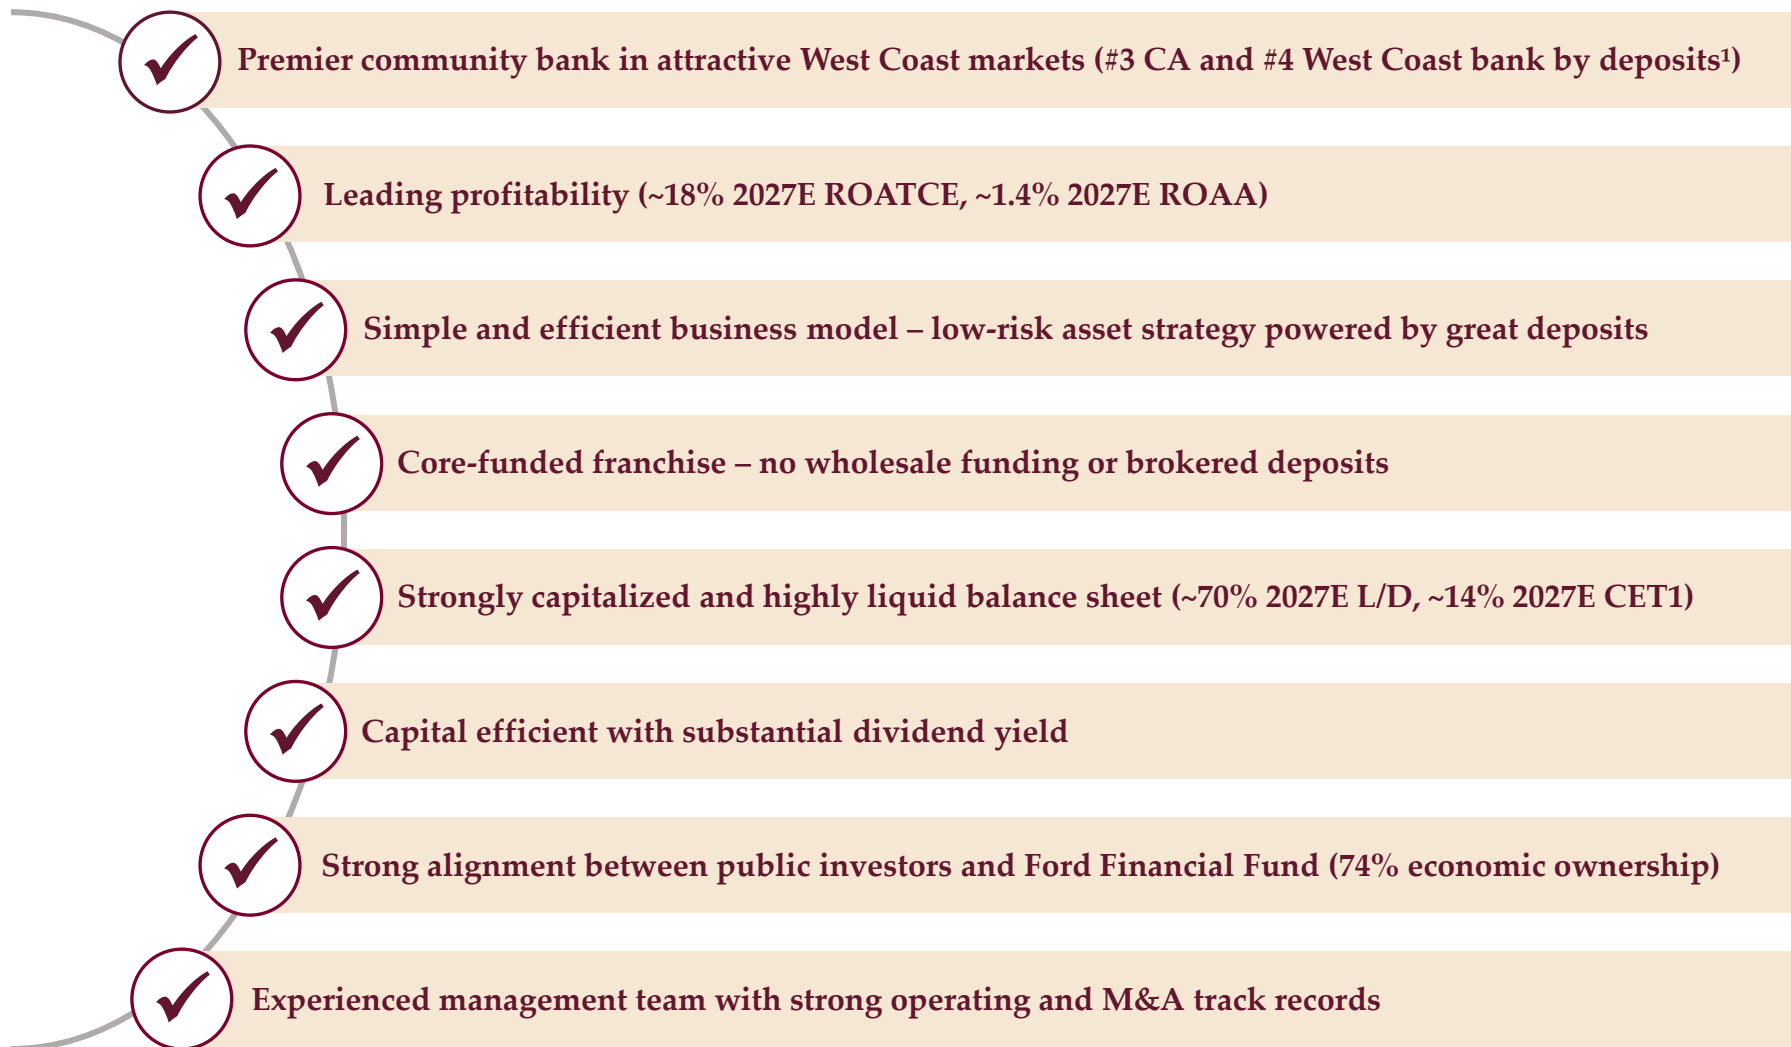 Premier community bank in attractive West Coast markets (#3 CA and #4 West Coast bank by deposits¹)
Leading profitability (~18% 2027E ROATCE, ~1.4% 2027E ROAA)
Simple and efficient business model – low-risk asset strategy powered by great deposits
Core-funded franchise – no wholesale funding or brokered deposits
Strongly capitalized and highly liquid balance sheet (~70% 2027E L/D, ~14% 2027E CET1)
Capital efficient with substantial dividend yield
Strong alignment between public investors and Ford Financial Fund (74% economic ownership)
Experienced management team with strong operating and M&A track records